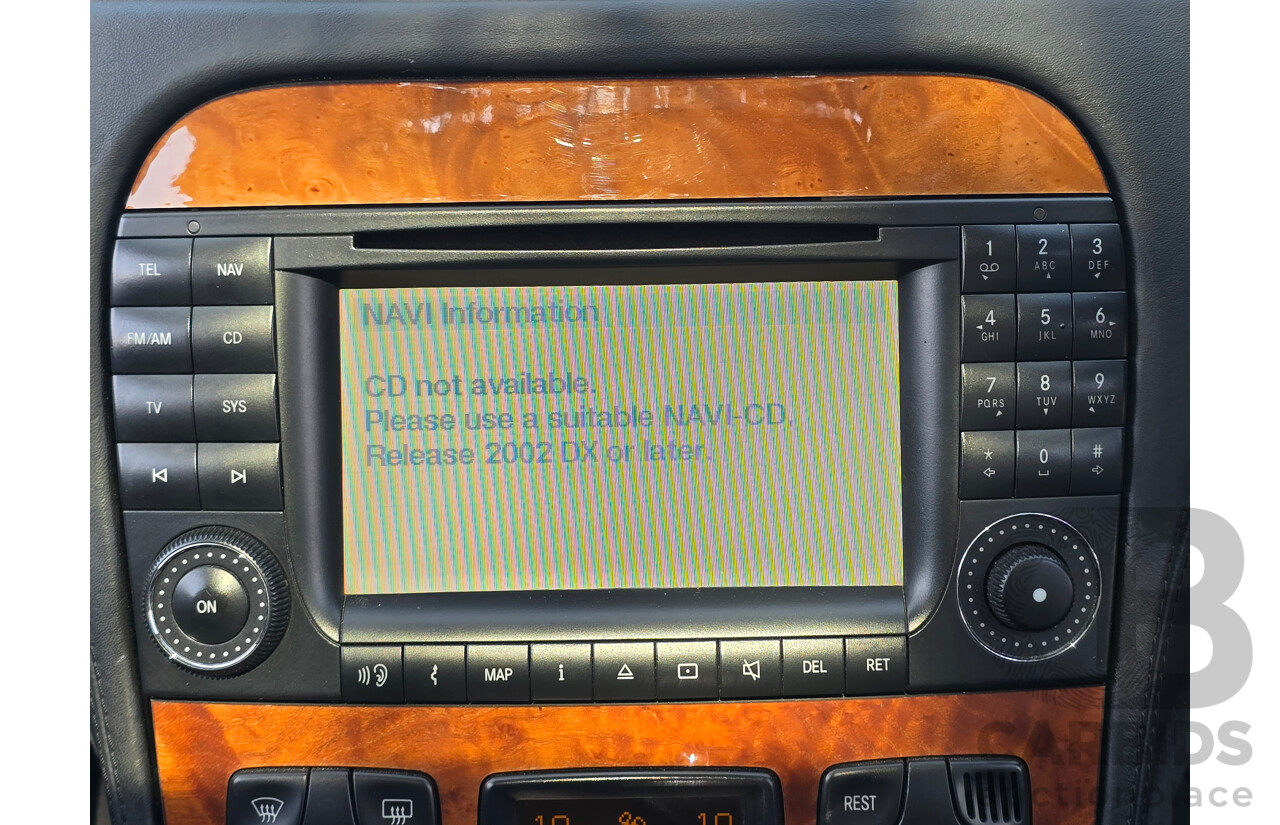 TEL NAV
FM/AM CD
TV SYS
ON
NAVI Information
CD not available.
Please use a suitable NAVI-CD,
Release 2002 DX or later.
1 2 ABC 3 DEF
4 GHI 5 JKL 6 MNO
7 PQRS 8 TUV 9 WXYZ
* 0 #
MAP i DEL RET
REST
B
CARBIDS